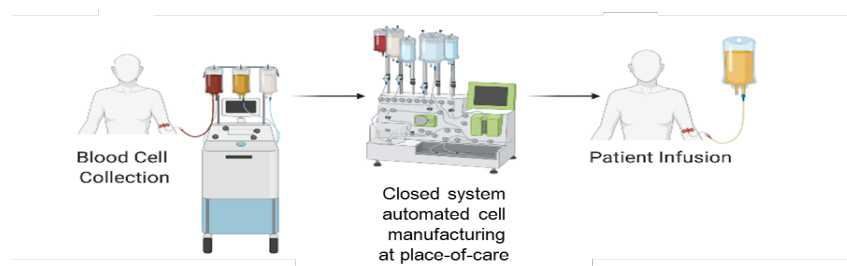 Blood Cell
Collection
Closed system
automated cell
manufacturing
at place-of-care
Patient Infusion